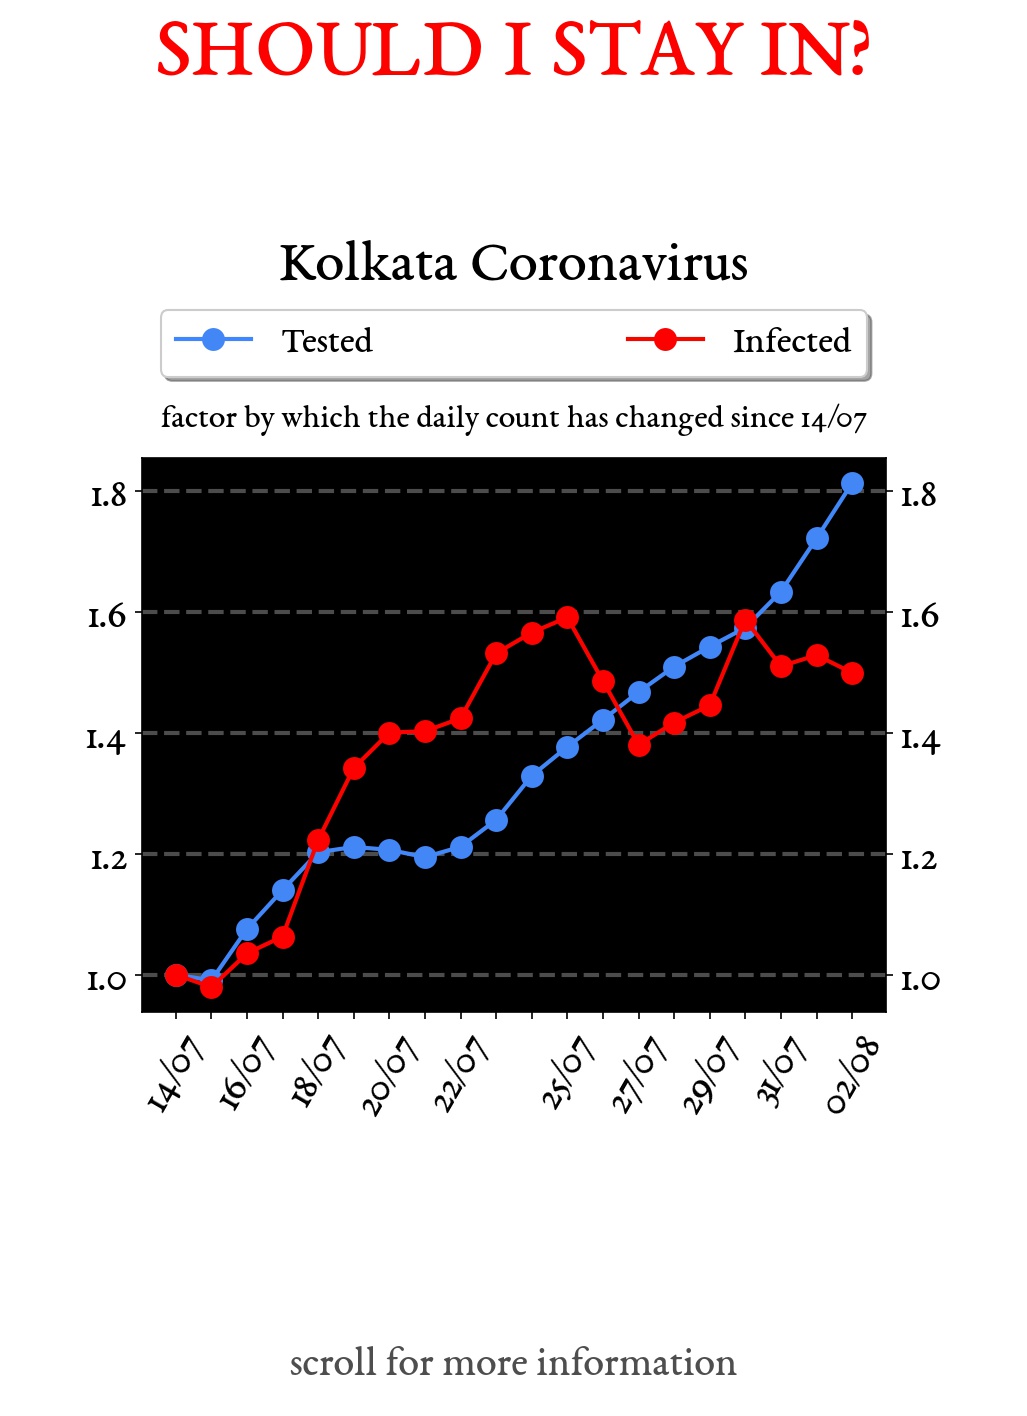 SHOULD I STAY IN?
Kolkata Coronavirus
Tested Infected
factor by which the daily count has changed since 14/07
1.8 1.8
1.6 1.6
1.4 1.4
1.2 1.2
1.0 1.0
14/07 16/07 18/07 20/07 22/07 25/07 27/07 29/07 31/07 02/08
scroll for more information